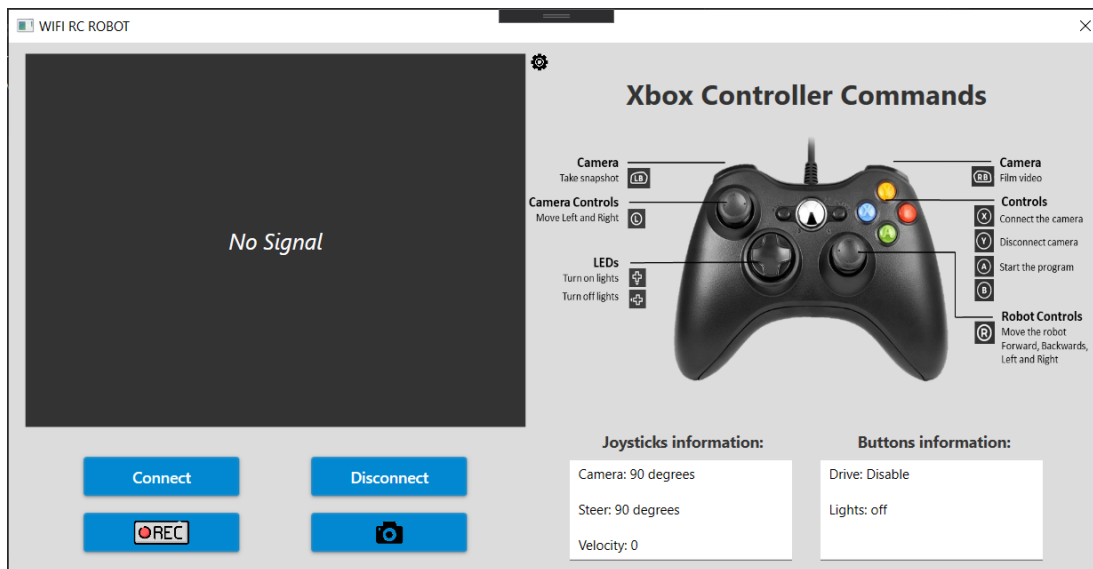 WIFI RC ROBOT
No Signal
Connect
Disconnect
REC
Xbox Controller Commands
Camera
Take snapshot
LB
Camera Controls
Move Left and Right
L
LEDs
Turn on lights
Turn off lights
Camera
RB
Film video
Controls
X
Connect the camera
Y
Disconnect camera
A
Start the program
B
Robot Controls
R
Move the robot
Forward, Backwards,
Left and Right
Joysticks information:
Camera: 90 degrees
Steer: 90 degrees
Velocity: 0
Buttons information:
Drive: Disable
Lights: off